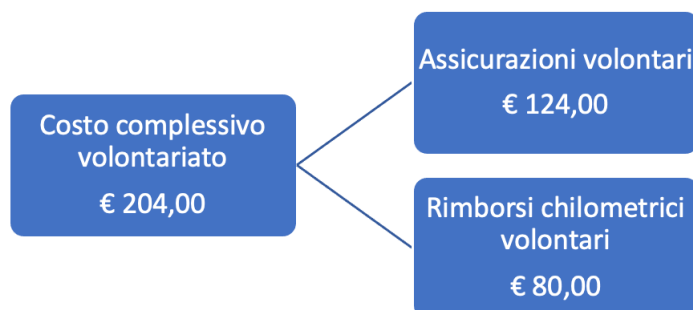 Costo complessivo
volontariato
€ 204,00
Assicurazioni volontari
€ 124,00
Rimborsi chilometrici
volontari
€ 80,00